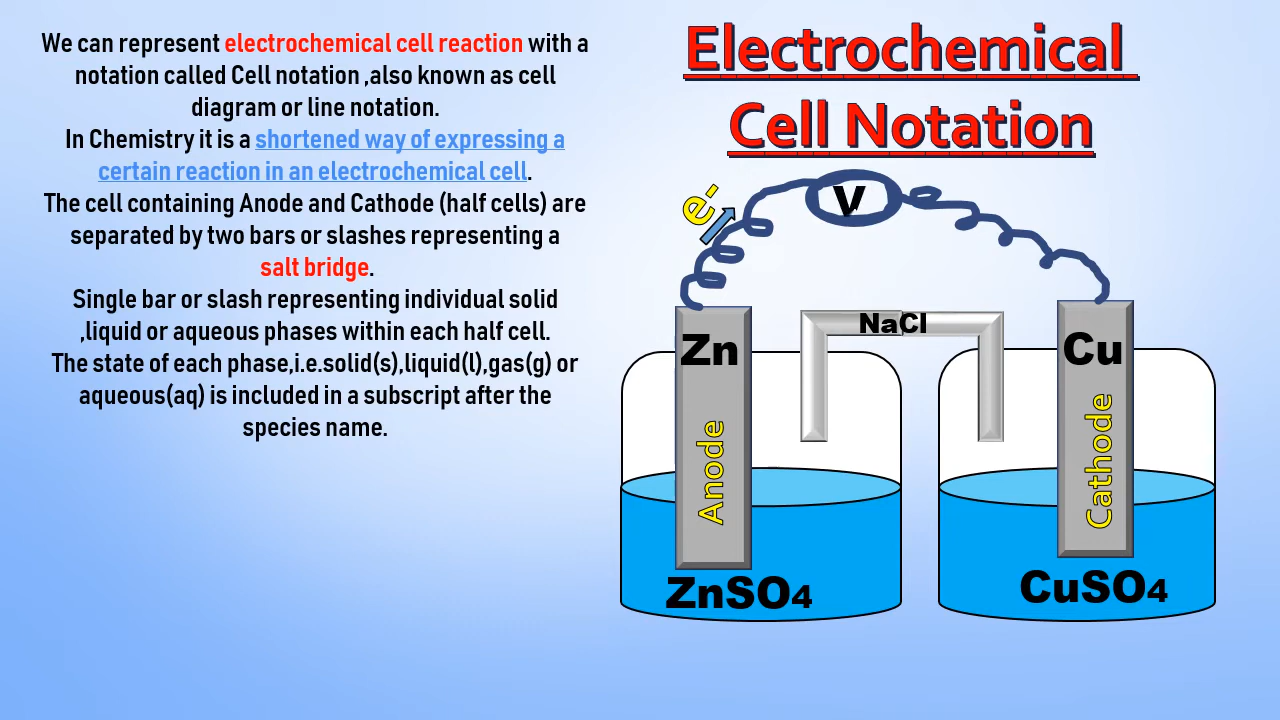 We can represent electrochemical cell reaction with a
notation called Cell notation ,also known as cell
diagram or line notation.
In Chemistry it is a shortened way of expressing a
certain reaction in an electrochemical cell.
The cell containing Anode and Cathode (half cells) are
separated by two bars or slashes representing a
salt bridge.
Single bar or slash representing individual solid
,liquid or aqueous phases within each half cell.
The state of each phase,i.e.solid(s),liquid(l),gas(g) or
aqueous(aq) is included in a subscript after the
species name.
Electrochemical
Cell Notation
e-
V
NaCl
Zn
Cu
Anode
Cathode
ZnSO4
CuSO4